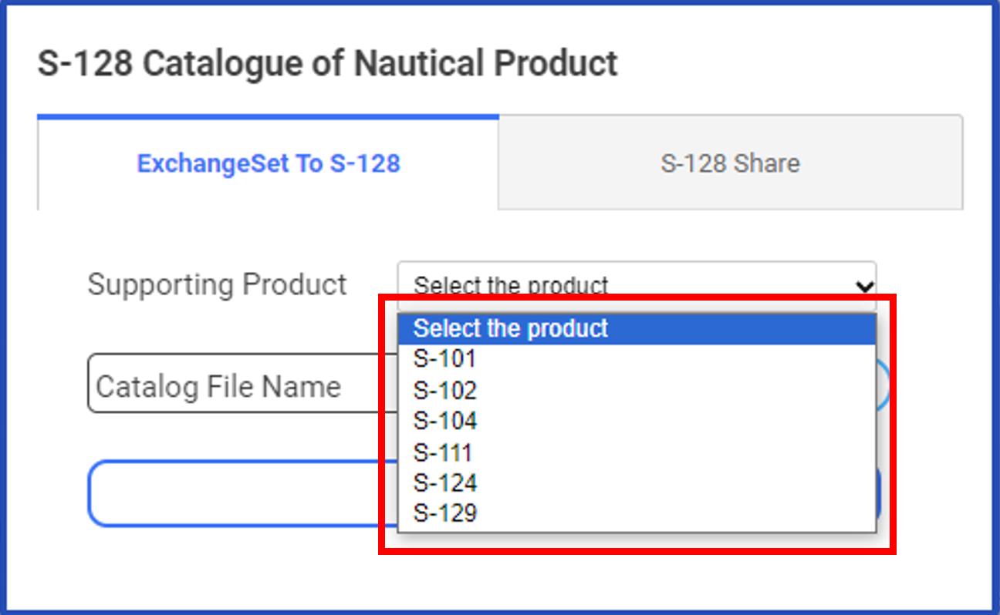 S-128 Catalogue of Nautical Product
ExchangeSet To S-128
S-128 Share
Supporting Product
Select the product
Select the product
S-101
S-102
S-104
S-111
S-124
S-129
Catalog File Name